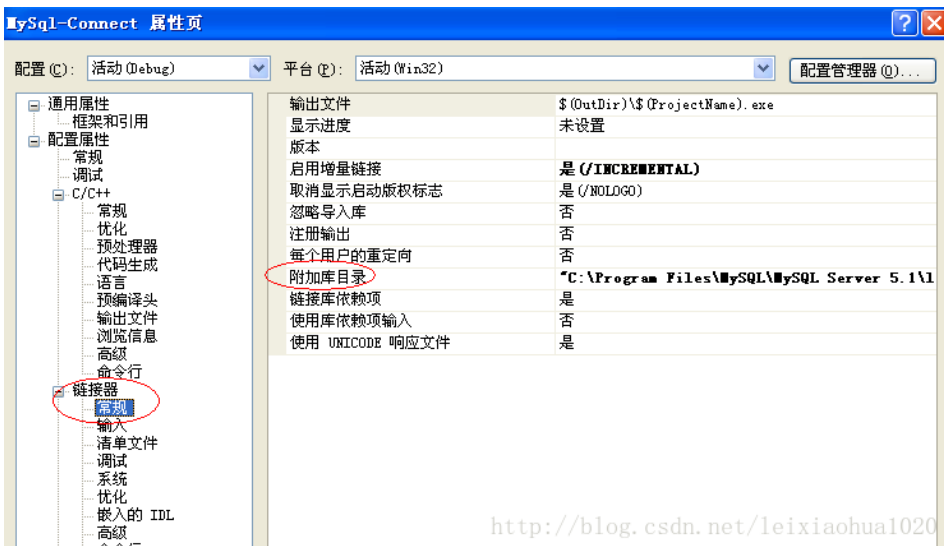 MySql-Connect 属性页
配置(C): 活动(Debug) 平台(P): 活动(Win32) 配置管理器(O)...
通用属性
框架和引用
配置属性
常规
调试
C/C++
常规
优化
预处理器
代码生成
语言
预编译头
输出文件
浏览信息
高级
命令行
链接器
常规
输入
清单文件
调试
系统
优化
嵌入的 IDL
高级
输出文件 $(OutDir)\$(ProjectName).exe
显示进度 未设置
版本
启用增量链接 是(/INCREMENTAL)
取消显示启动版权标志 是(/NOLOGO)
忽略导入库 否
注册输出 否
每个用户的重定向 否
附加库目录 "C:\Program Files\MySQL\MySQL Server 5.1\l
链接库依赖项 是
使用库依赖项输入 否
使用 UNICODE 响应文件 是
http://blog.csdn.net/leixiaohua1020